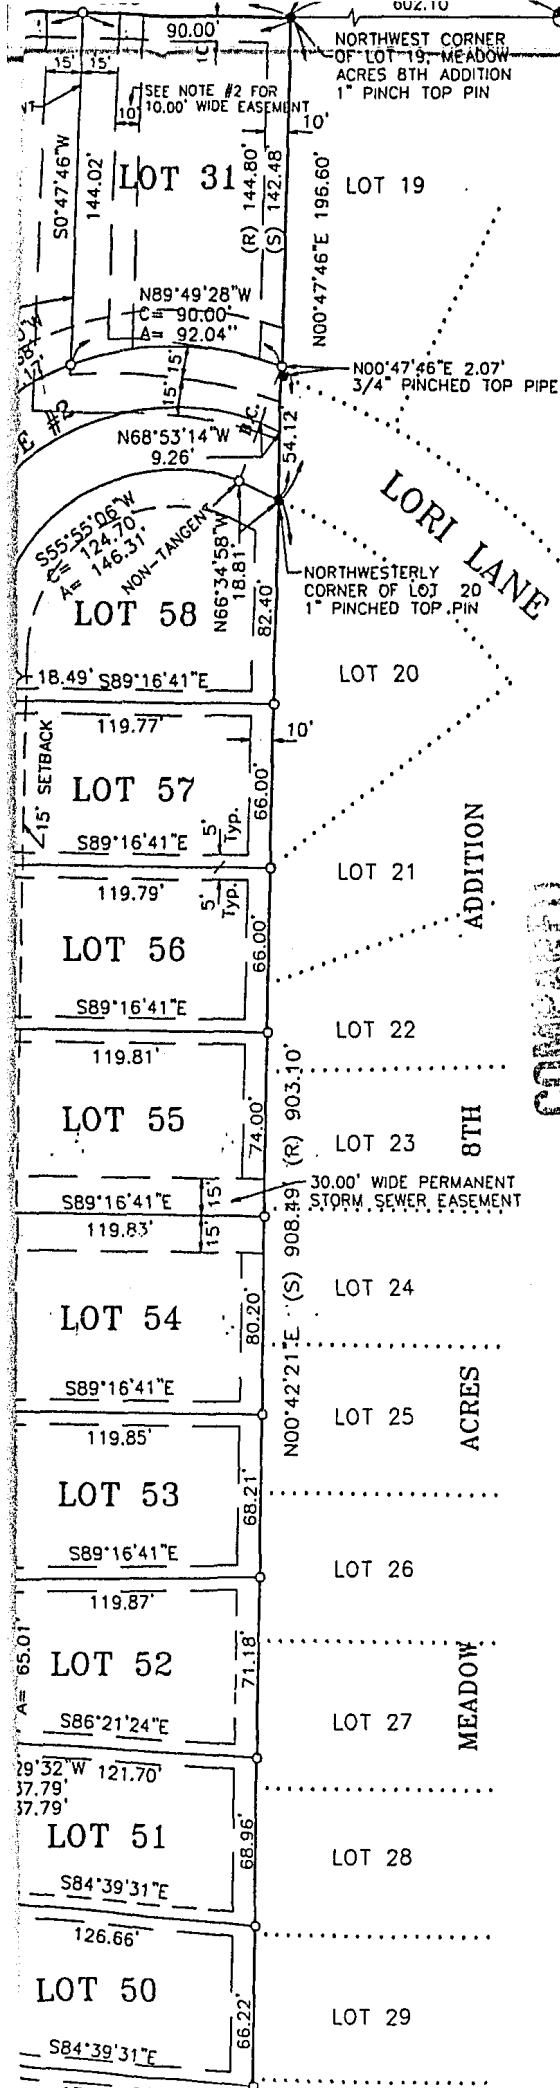 602.10'
90.00'
NORTHWEST CORNER
OF LOT 19, MEADOW
ACRES 8TH ADDITION
1" PINCH TOP PIN
15' 15'
SEE NOTE #2 FOR
10.00' WIDE EASEMENT
10'
10'
S0°47'46"W
144.02'
LOT 31
(R) 144.80'
(S) 142.48'
N00°47'46"E 196.60'
LOT 19
N89°49'28"W
C= 90.00'
A= 92.04"
15' 15'
N00°47'46"E 2.07'
3/4" PINCHED TOP PIPE
E #2
B.C.
54.12
N68°53'14"W
9.26'
LORI LANE
S55°55'06"W
C= 124.70'
A= 146.31'
NON-TANGENT
N66°34'58"W
18.81'
NORTHWESTERLY
CORNER OF LOT 20
1" PINCHED TOP PIN
LOT 58
82.40'
LOT 20
18.49' S89°16'41"E
119.77'
10'
15' SETBACK
LOT 57
66.00'
S89°16'41"E
5' Typ.
LOT 21
ADDITION
119.79'
5' Typ.
LOT 56
66.00'
S89°16'41"E
LOT 22
COMPARED
119.81'
LOT 55
74.00'
LOT 23
8TH
N00°42'21"E (S) 908.49' (R) 903.10'
S89°16'41"E
15'
30.00' WIDE PERMANENT
STORM SEWER EASEMENT
119.83'
15'
LOT 54
80.20'
LOT 24
S89°16'41"E
LOT 25
ACRES
119.85'
LOT 53
68.21'
S89°16'41"E
LOT 26
119.87'
A= 65.01'
LOT 52
71.18'
MEADOW
S86°21'24"E
LOT 27
29'32"W 121.70'
37.79'
37.79'
LOT 51
68.96'
LOT 28
S84°39'31"E
126.66'
LOT 50
66.22'
LOT 29
S84°39'31"E